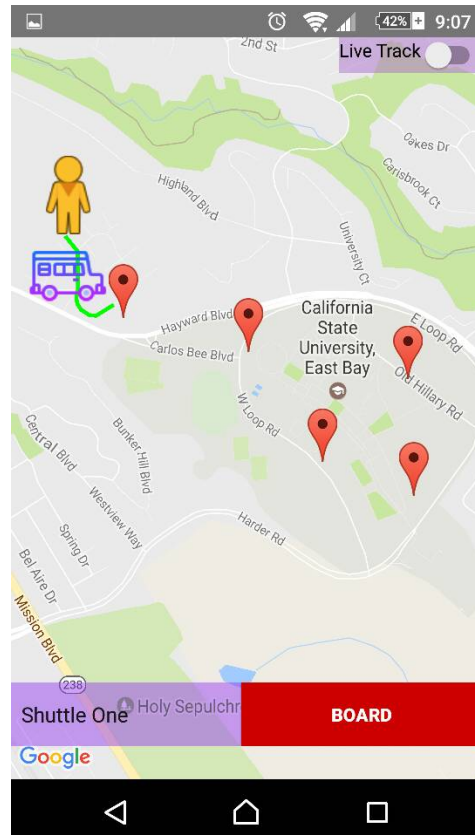 42% 9:07
Live Track
2nd St
Oakes Dr
Carisbrook Ct
Highland Blvd
University Ct
Hayward Blvd
California
State
University,
East Bay
E Loop Rd
Carlos Bee Blvd
Old Hillary Rd
W Loop Rd
Central Blvd
Bunker Hill Blvd
Westview Way
Spring Dr
Harder Rd
Bel Aire Dr
Mission Blvd
238
Shuttle One
Holy Sepulchr
BOARD
Google